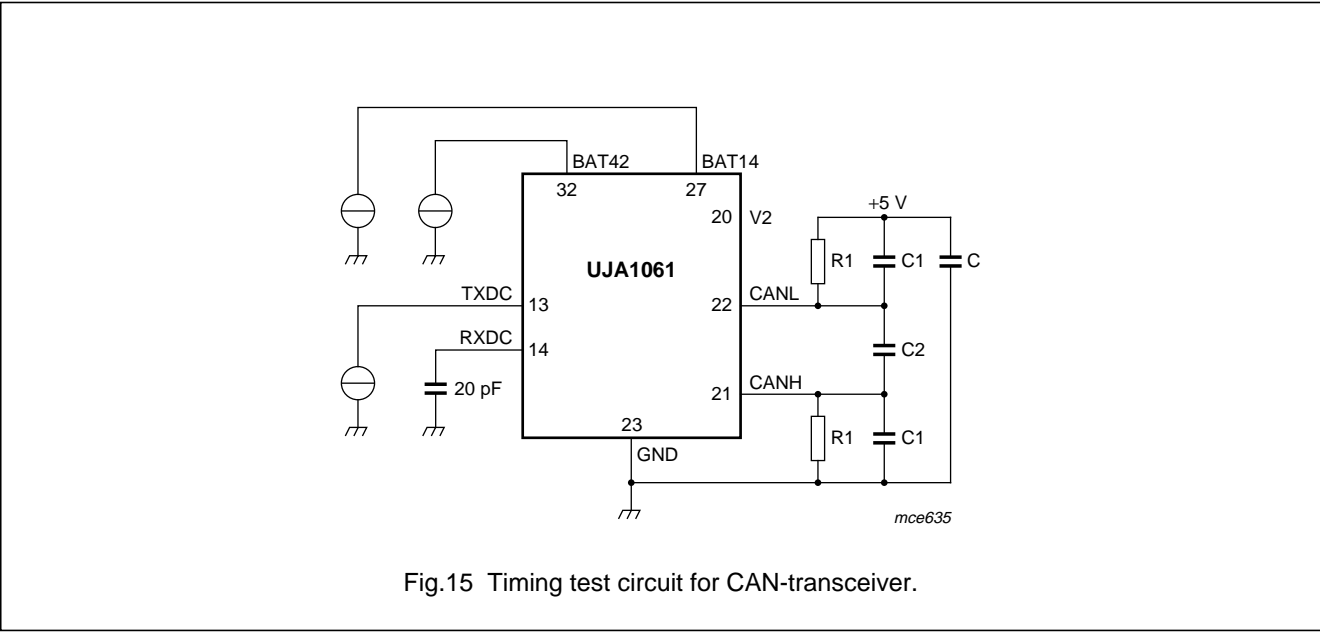 BAT42
BAT14
32
27
20
V2
+5 V
UJA1061
R1
C1
C
TXDC
13
22
CANL
RXDC
14
C2
20 pF
21
CANH
23
GND
R1
C1
mce635
Fig.15 Timing test circuit for CAN-transceiver.